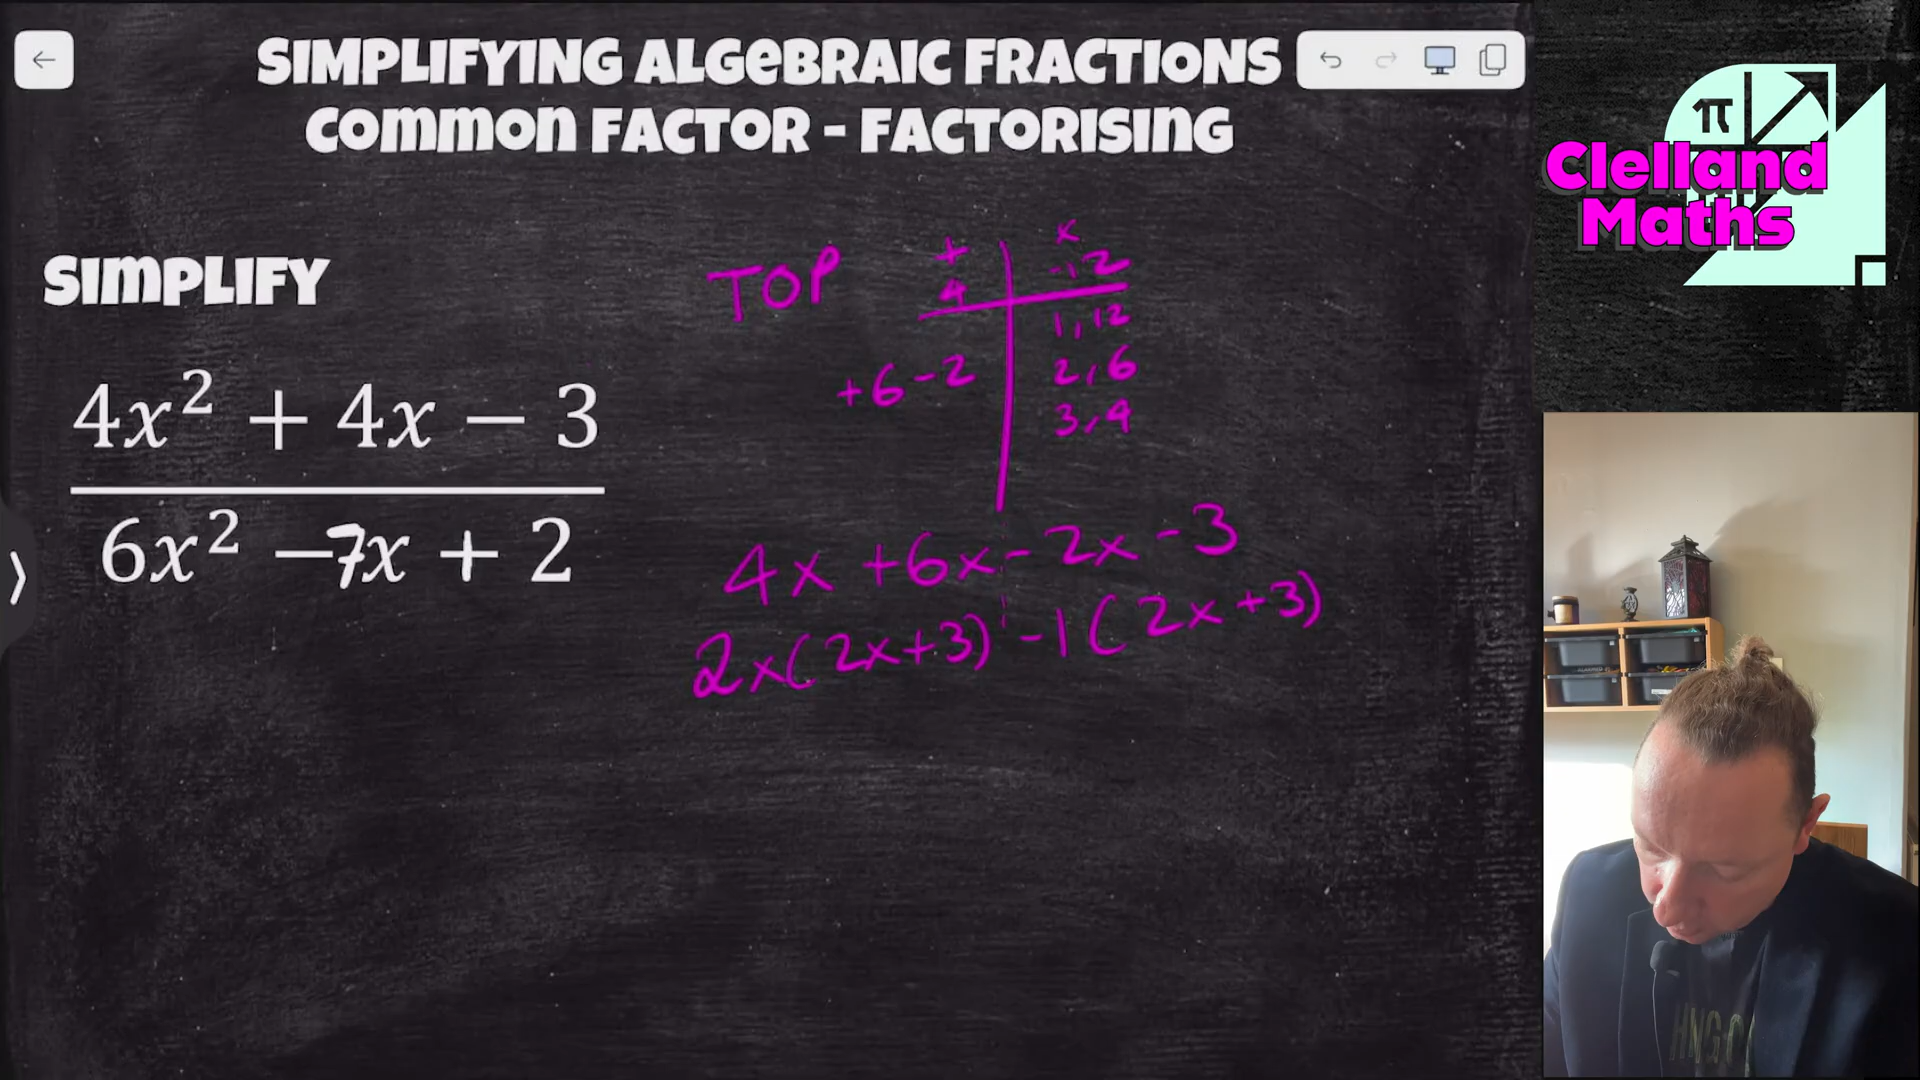 SIMPLIFYING ALGEBRAIC FRACTIONS
COMMON FACTOR - FACTORISING
π
Clelland
Maths
SIMPLIFY
4x² + 4x − 3
6x² −7x + 2
TOP
+ x
4 -12
1,12
+6 -2 2,6
3,4
4x +6x - 2x - 3
2x(2x+3) -1(2x+3)